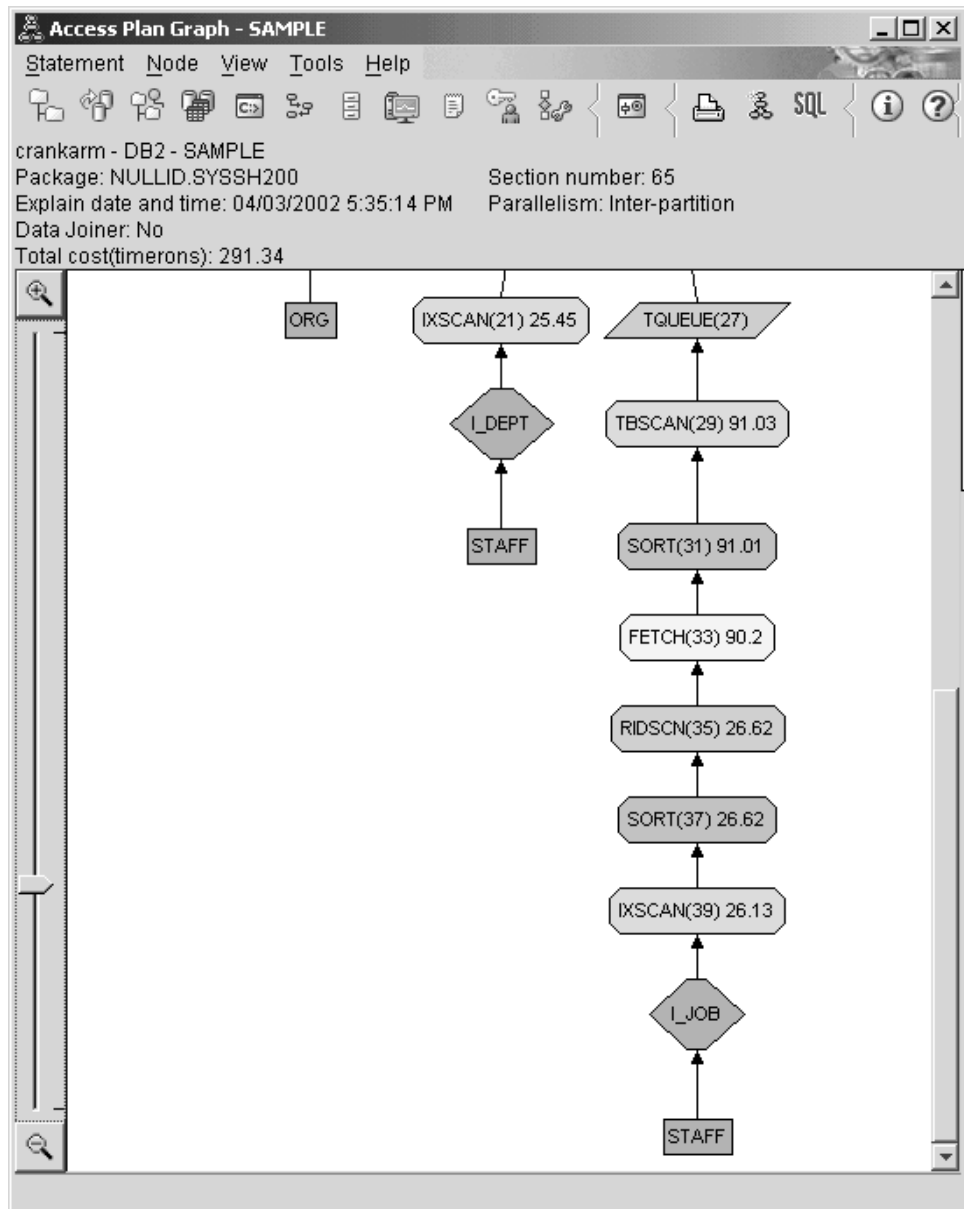 Access Plan Graph - SAMPLE
Statement Node View Tools Help
C:> SQL i ?
crankarm - DB2 - SAMPLE
Package: NULLID.SYSSH200 Section number: 65
Explain date and time: 04/03/2002 5:35:14 PM Parallelism: Inter-partition
Data Joiner: No
Total cost(timerons): 291.34
ORG IXSCAN(21) 25.45 TQUEUE(27)
I_DEPT TBSCAN(29) 91.03
STAFF SORT(31) 91.01
FETCH(33) 90.2
RIDSCN(35) 26.62
SORT(37) 26.62
IXSCAN(39) 26.13
I_JOB
STAFF